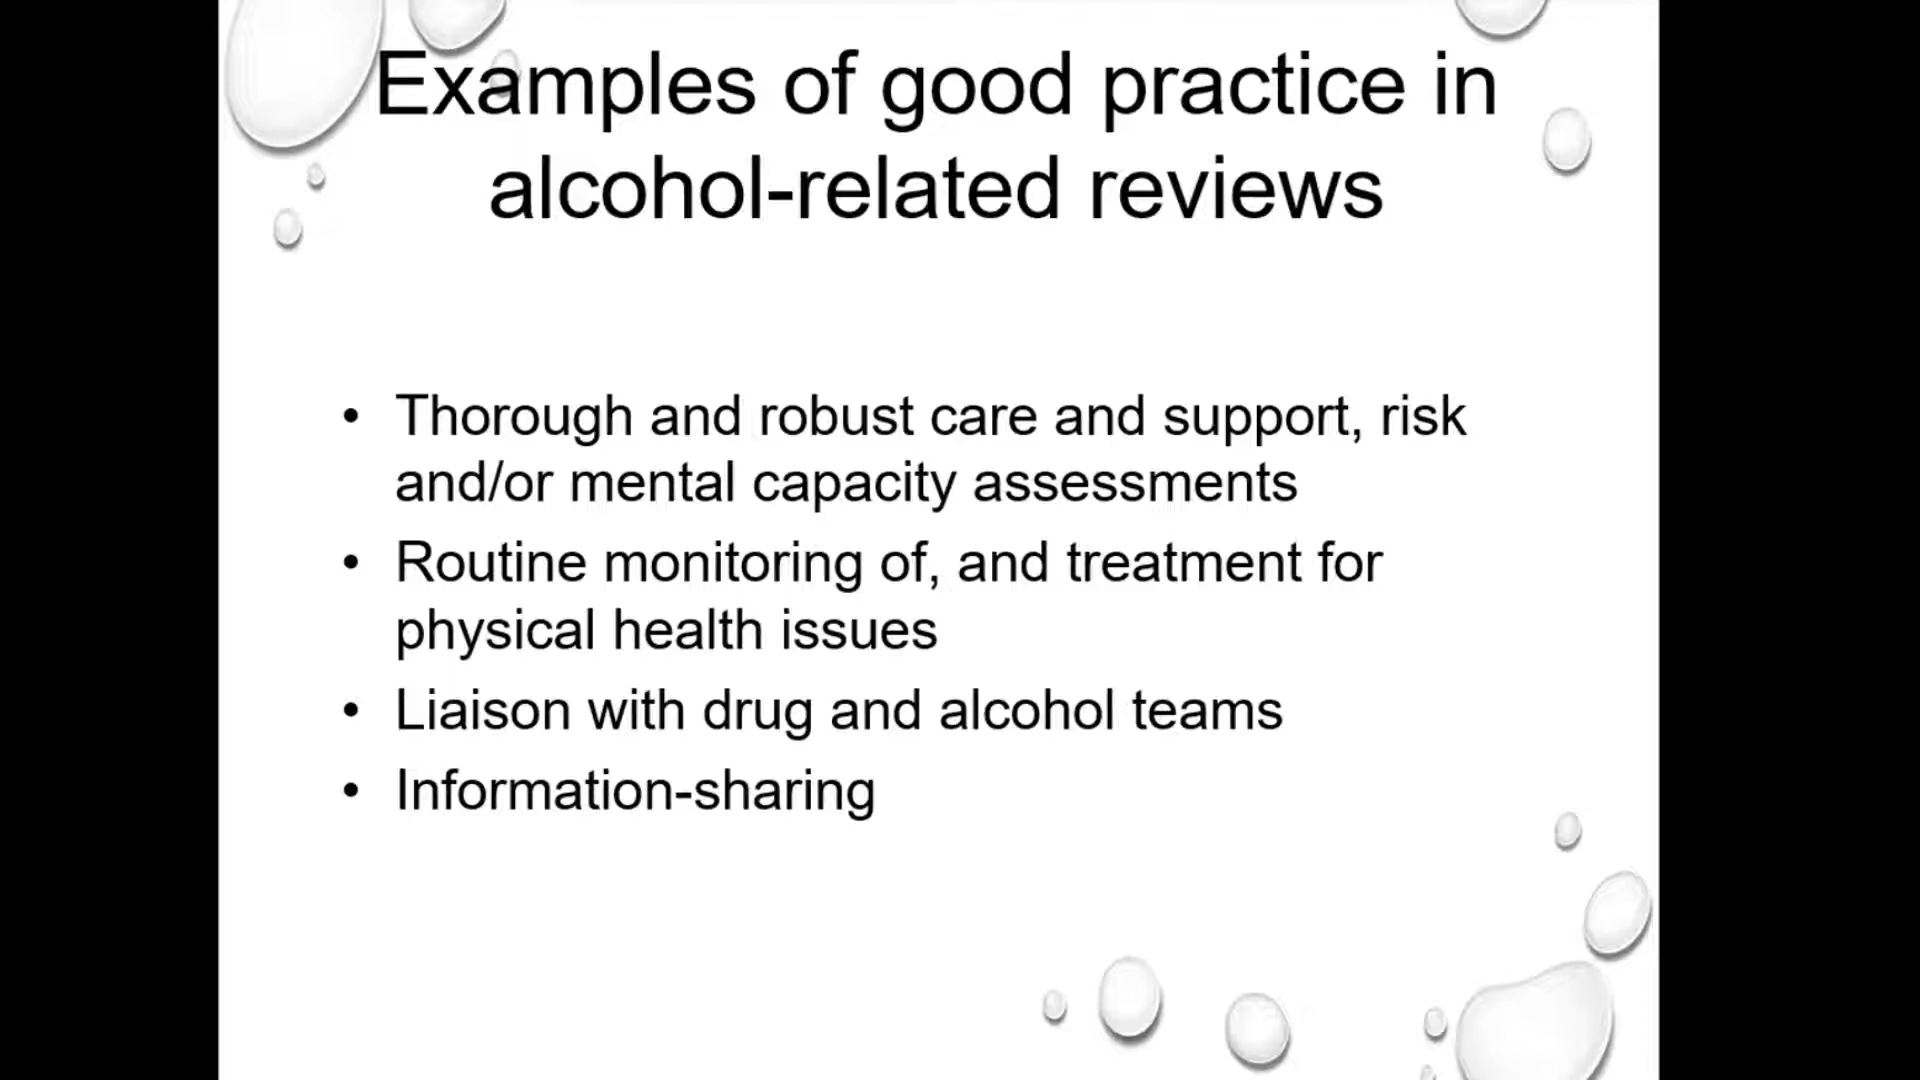 Examples of good practice in
alcohol-related reviews
• Thorough and robust care and support, risk
and/or mental capacity assessments
• Routine monitoring of, and treatment for
physical health issues
• Liaison with drug and alcohol teams
• Information-sharing